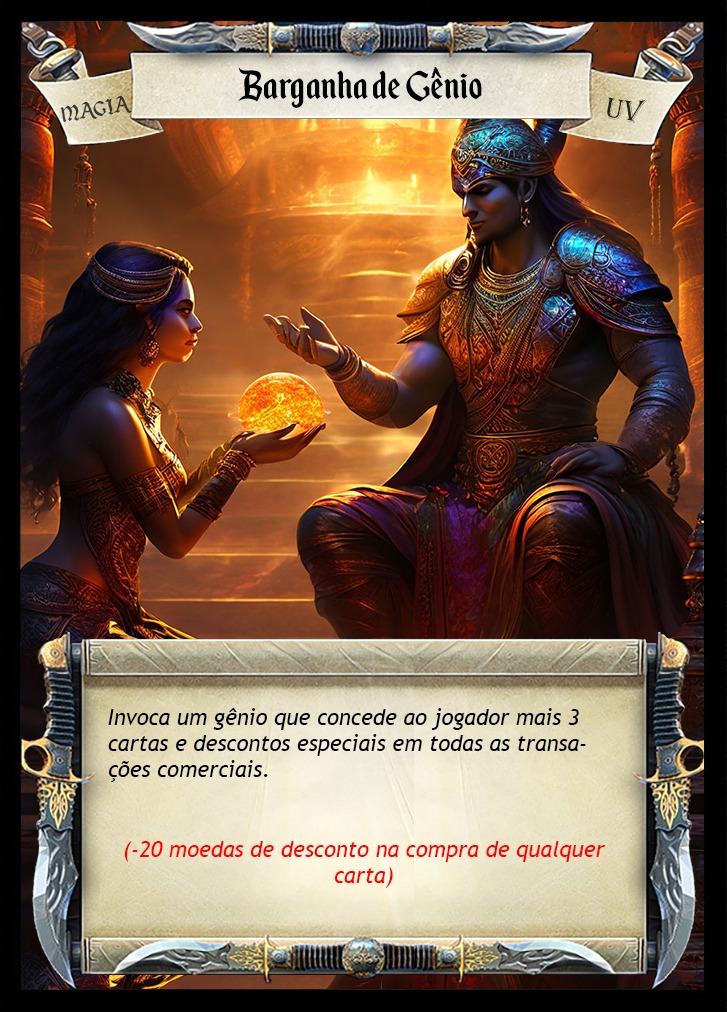 Barganha de Gênio
MAGIA
UV
Invoca um gênio que concede ao jogador mais 3
cartas e descontos especiais em todas as transa-
ções comerciais.
(-20 moedas de desconto na compra de qualquer
carta)